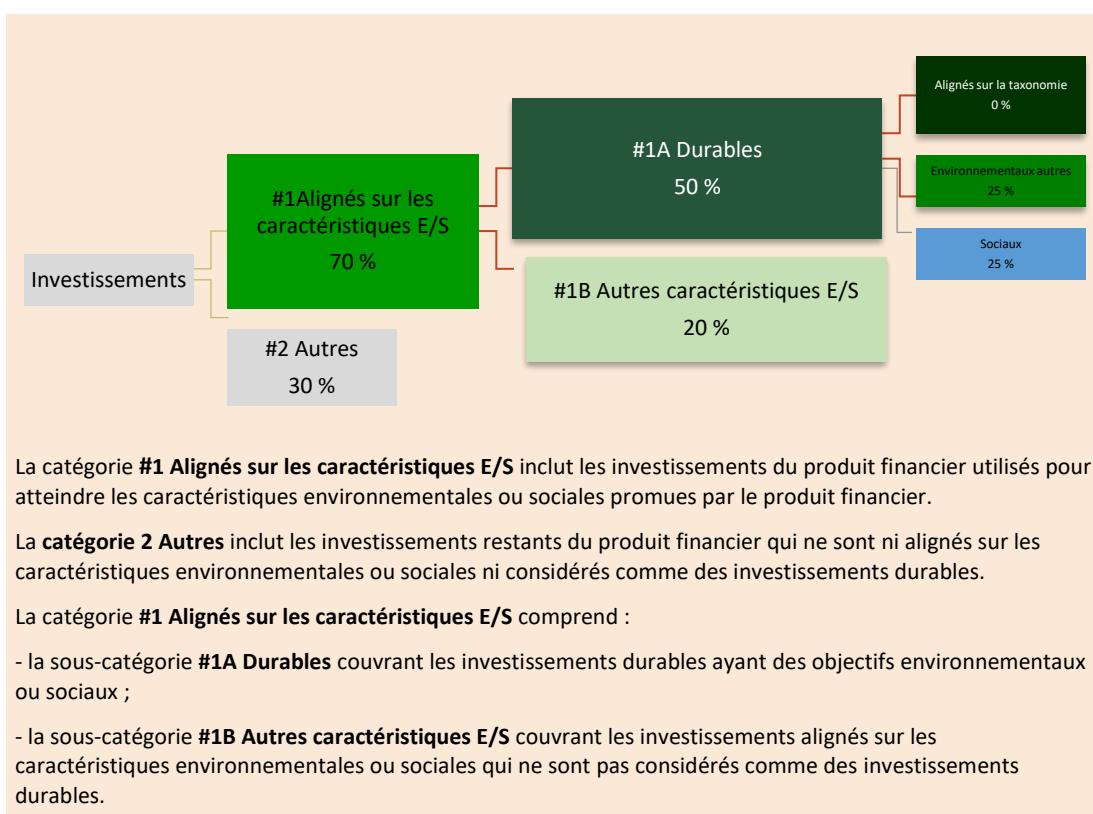 Investissements
#1Alignés sur les
caractéristiques E/S
70 %
#2 Autres
30 %
#1A Durables
50 %
#1B Autres caractéristiques E/S
20 %
Alignés sur la taxonomie
0 %
Environnementaux autres
25 %
Sociaux
25 %
La catégorie #1 Alignés sur les caractéristiques E/S inclut les investissements du produit financier utilisés pour
atteindre les caractéristiques environnementales ou sociales promues par le produit financier.
La catégorie 2 Autres inclut les investissements restants du produit financier qui ne sont ni alignés sur les
caractéristiques environnementales ou sociales ni considérés comme des investissements durables.
La catégorie #1 Alignés sur les caractéristiques E/S comprend :
- la sous-catégorie #1A Durables couvrant les investissements durables ayant des objectifs environnementaux
ou sociaux ;
- la sous-catégorie #1B Autres caractéristiques E/S couvrant les investissements alignés sur les
caractéristiques environnementales ou sociales qui ne sont pas considérés comme des investissements
durables.